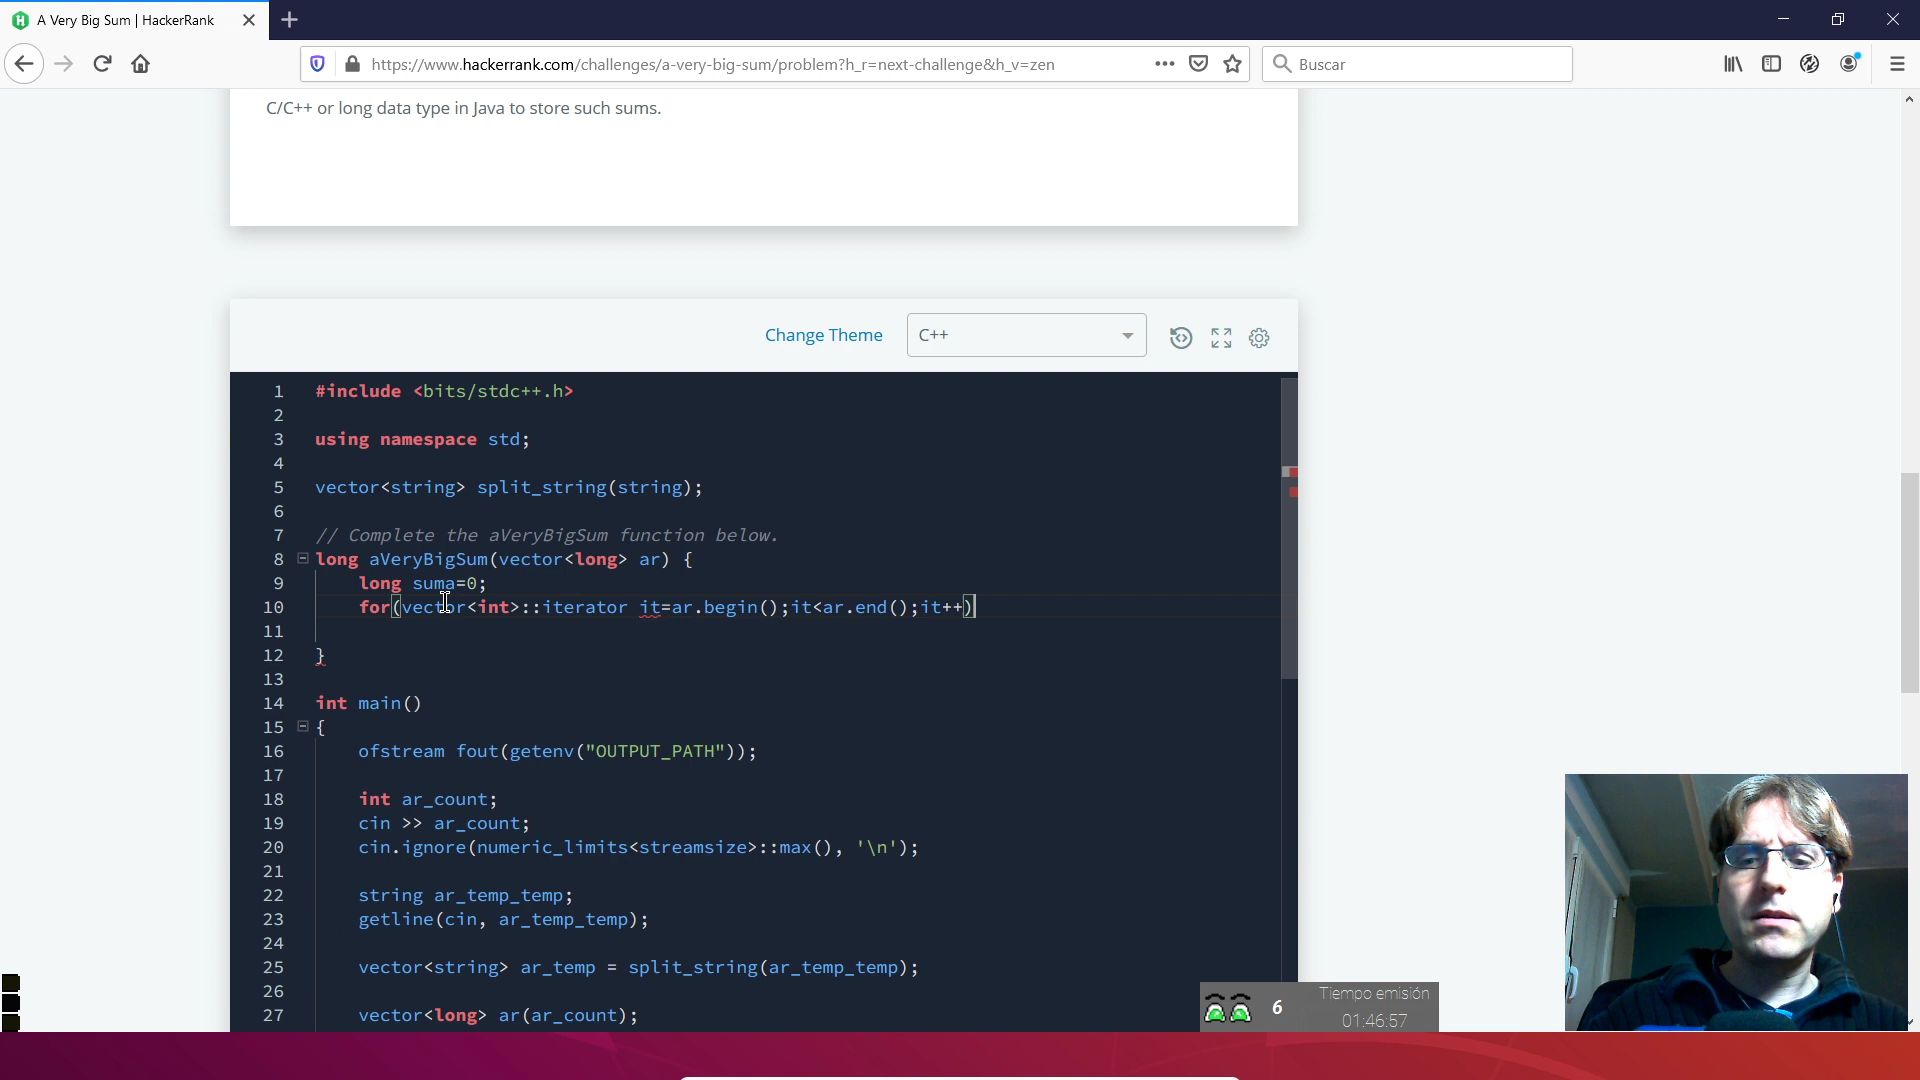 A Very Big Sum | HackerRank
https://www.hackerrank.com/challenges/a-very-big-sum/problem?h_r=next-challenge&h_v=zen
Buscar
C/C++ or long data type in Java to store such sums.
Change Theme
C++
1 #include <bits/stdc++.h>
2
3 using namespace std;
4
5 vector<string> split_string(string);
6
7 // Complete the aVeryBigSum function below.
8 long aVeryBigSum(vector<long> ar) {
9 long suma=0;
10 for(vector<int>::iterator it=ar.begin();it<ar.end();it++)
11
12 }
13
14 int main()
15 {
16 ofstream fout(getenv("OUTPUT_PATH"));
17
18 int ar_count;
19 cin >> ar_count;
20 cin.ignore(numeric_limits<streamsize>::max(), '\n');
21
22 string ar_temp_temp;
23 getline(cin, ar_temp_temp);
24
25 vector<string> ar_temp = split_string(ar_temp_temp);
26
27 vector<long> ar(ar_count);
6
Tiempo emisión
01:46:57